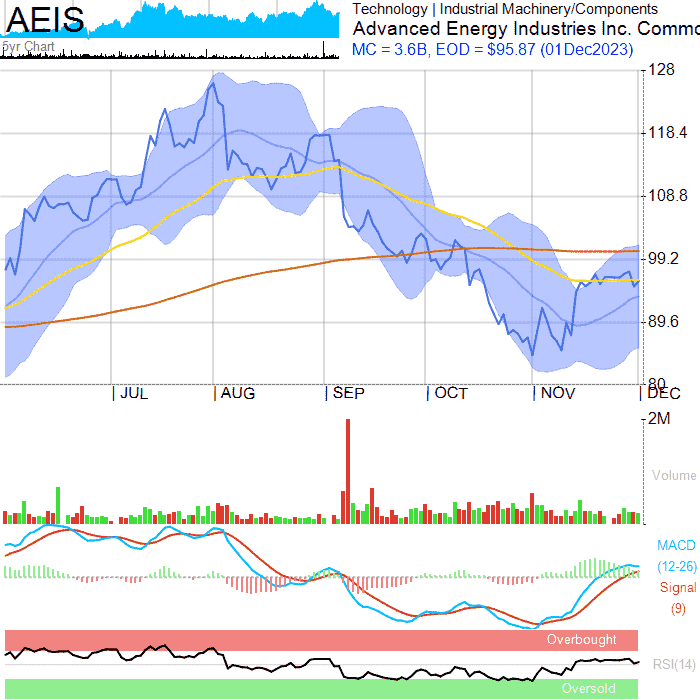 AEIS
5yr Chart
Technology | Industrial Machinery/Components
Advanced Energy Industries Inc. Commo
MC = 3.6B, EOD = $95.87 (01Dec2023)
128
118.4
108.8
99.2
89.6
80
JUL
AUG
SEP
OCT
NOV
DEC
2M
Volume
MACD
(12-26)
Signal
(9)
Overbought
RSI(14)
Oversold